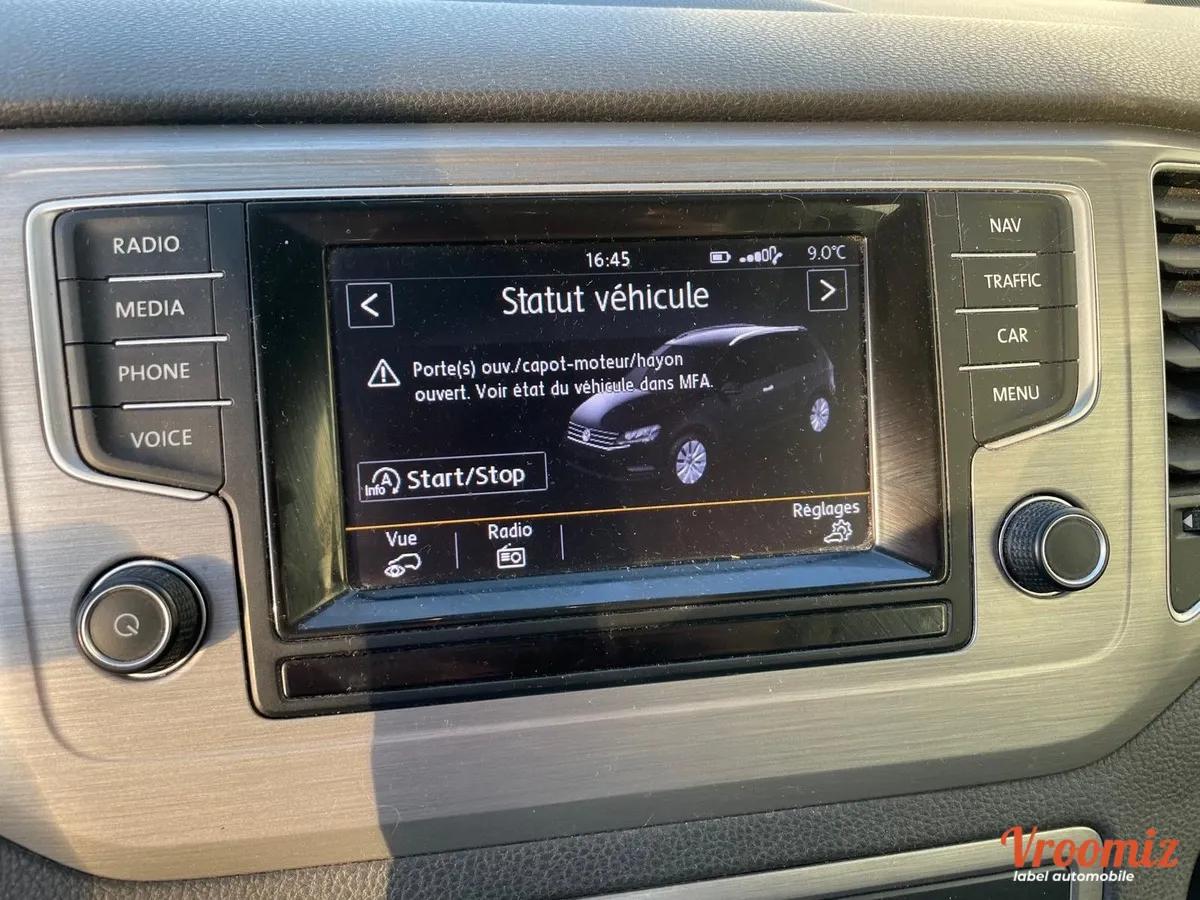 RADIO
MEDIA
PHONE
VOICE
16:45
9.0°C
Statut véhicule
Porte(s) ouv./capot-moteur/hayon
ouvert. Voir état du véhicule dans MFA.
A
Info
Start/Stop
Vue
Radio
Réglages
NAV
TRAFFIC
CAR
MENU
Vroomiz
label automobile